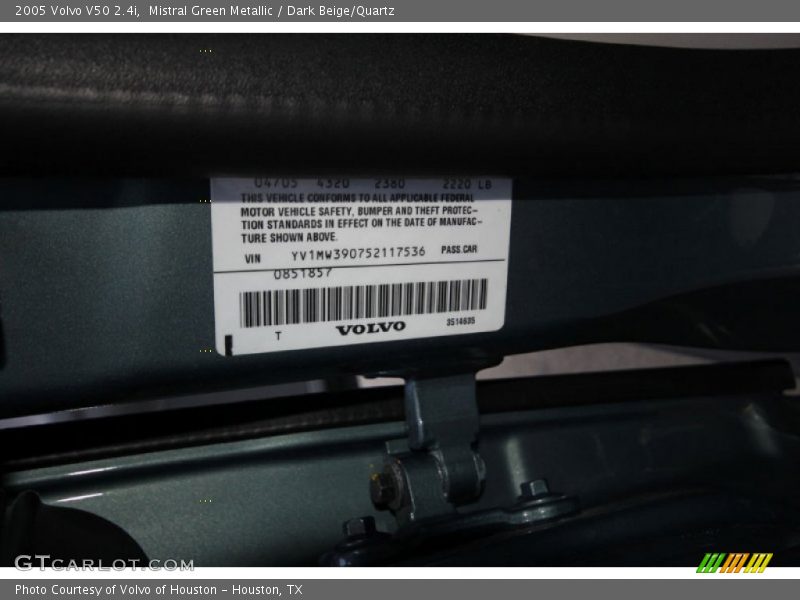 2005 Volvo V50 2.4i,  Mistral Green Metallic / Dark Beige/Quartz
04705 4320 2380 2220 LB
THIS VEHICLE CONFORMS TO ALL APPLICABLE FEDERAL
MOTOR VEHICLE SAFETY, BUMPER AND THEFT PROTEC-
TION STANDARDS IN EFFECT ON THE DATE OF MANUFAC-
TURE SHOWN ABOVE.
VIN YV1MW390752117536 PASS.CAR
0851857
T VOLVO 3514635
GTcarlot.com
Photo Courtesy of Volvo of Houston - Houston, TX